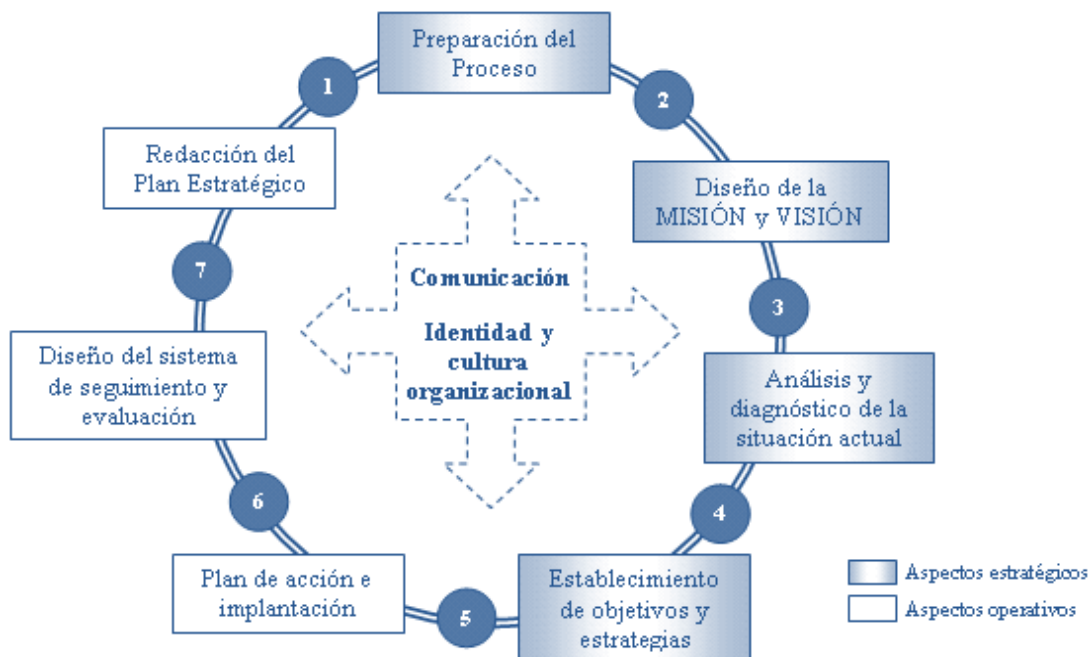 1
Preparación del
Proceso
2
Diseño de la
MISIÓN y VISIÓN
3
Análisis y
diagnóstico de la
situación actual
4
Establecimiento
de objetivos y
estrategias
5
Plan de acción e
implantación
6
Diseño del sistema
de seguimiento y
evaluación
7
Redacción del
Plan Estratégico
Comunicación
Identidad y
cultura
organizacional
Aspectos estratégicos
Aspectos operativos